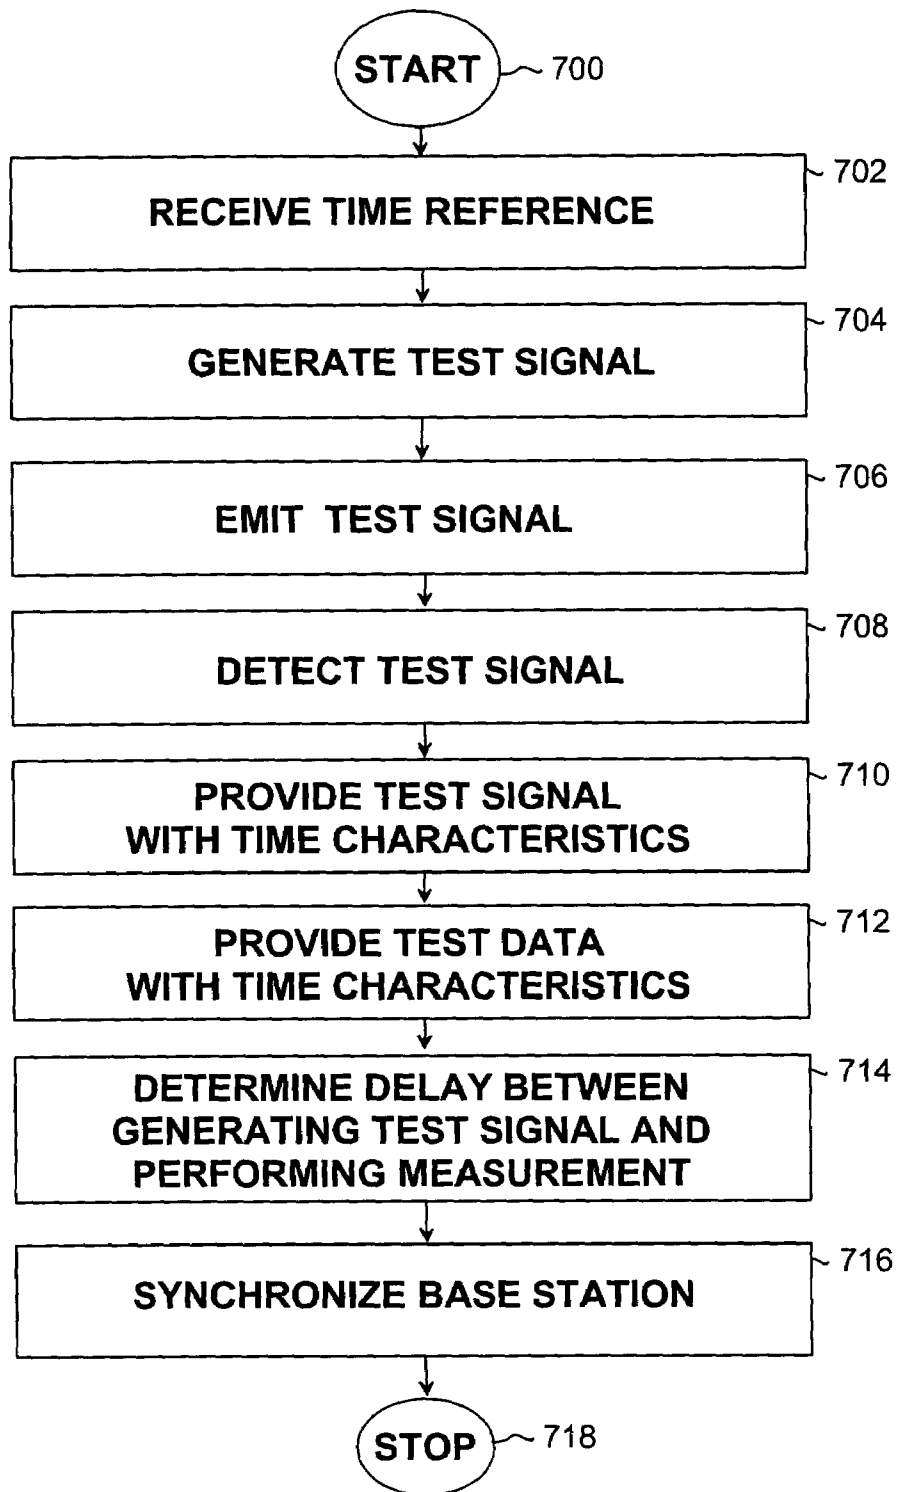 START
700
702
RECEIVE TIME REFERENCE
704
GENERATE TEST SIGNAL
706
EMIT TEST SIGNAL
708
DETECT TEST SIGNAL
710
PROVIDE TEST SIGNAL
WITH TIME CHARACTERISTICS
712
PROVIDE TEST DATA
WITH TIME CHARACTERISTICS
714
DETERMINE DELAY BETWEEN
GENERATING TEST SIGNAL AND
PERFORMING MEASUREMENT
716
SYNCHRONIZE BASE STATION
STOP
718